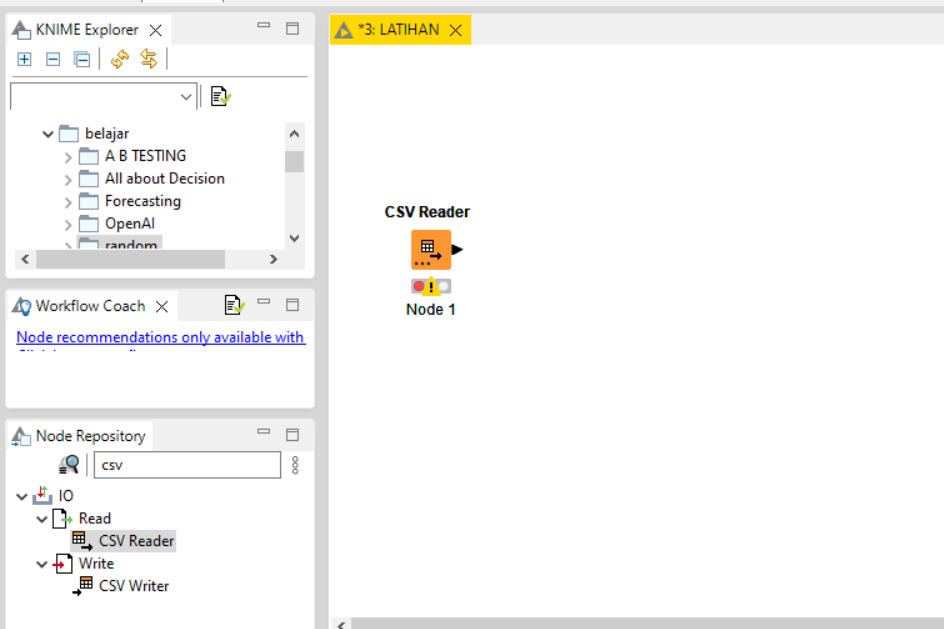 KNIME Explorer
belajar
A B TESTING
All about Decision
Forecasting
OpenAI
random
Workflow Coach
Node recommendations only available with
Node Repository
csv
IO
Read
CSV Reader
Write
CSV Writer
*3: LATIHAN
CSV Reader
Node 1